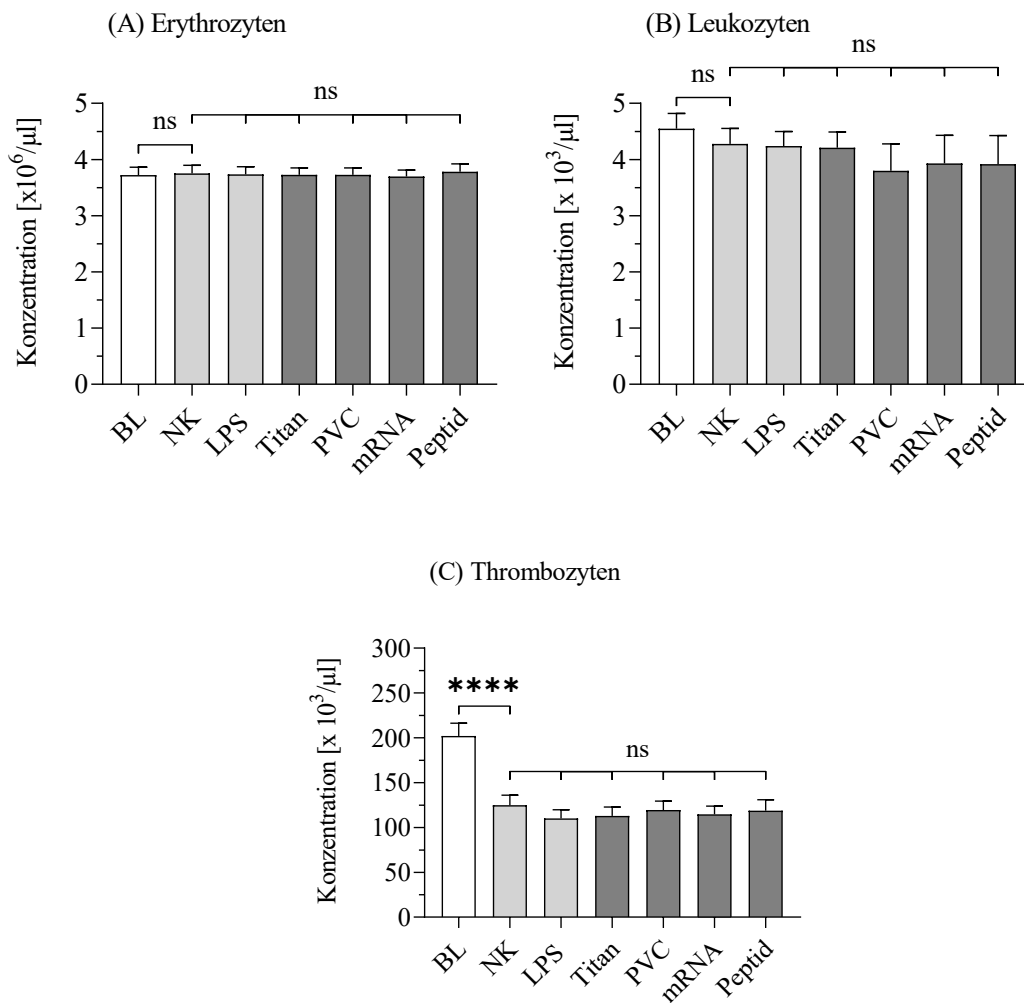 (A) Erythrozyten
ns
ns
Konzentration [x10⁶/µl]
5
4
3
2
1
0
BL
NK
LPS
Titan
PVC
mRNA
Peptid
(B) Leukozyten
ns
ns
Konzentration [x 10³/µl]
5
4
3
2
1
0
BL
NK
LPS
Titan
PVC
mRNA
Peptid
(C) Thrombozyten
****
ns
Konzentration [x 10³/µl]
300
250
200
150
100
50
0
BL
NK
LPS
Titan
PVC
mRNA
Peptid